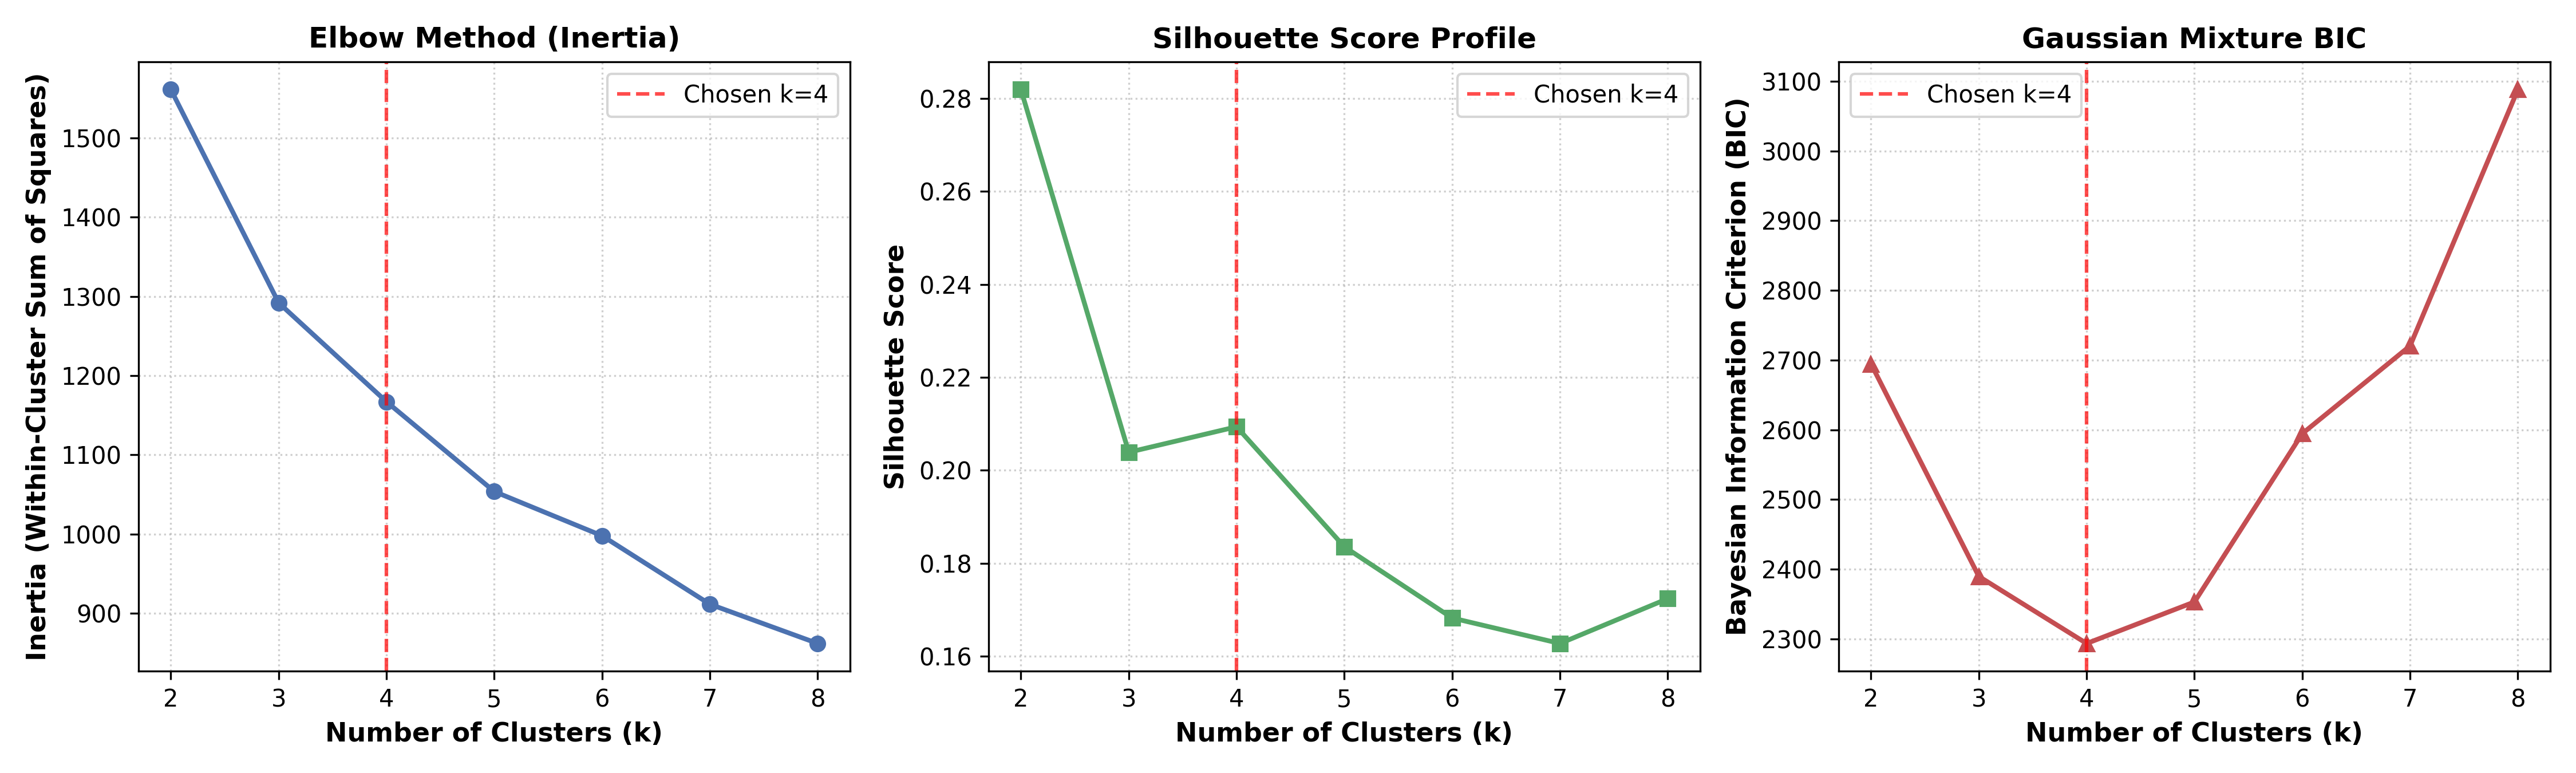 Elbow Method (Inertia)
Inertia (Within-Cluster Sum of Squares)
1500
1400
1300
1200
1100
1000
900
Chosen k=4
2 3 4 5 6 7 8
Number of Clusters (k)
Silhouette Score Profile
Silhouette Score
0.28
0.26
0.24
0.22
0.20
0.18
0.16
Chosen k=4
2 3 4 5 6 7 8
Number of Clusters (k)
Gaussian Mixture BIC
Bayesian Information Criterion (BIC)
3100
3000
2900
2800
2700
2600
2500
2400
2300
Chosen k=4
2 3 4 5 6 7 8
Number of Clusters (k)